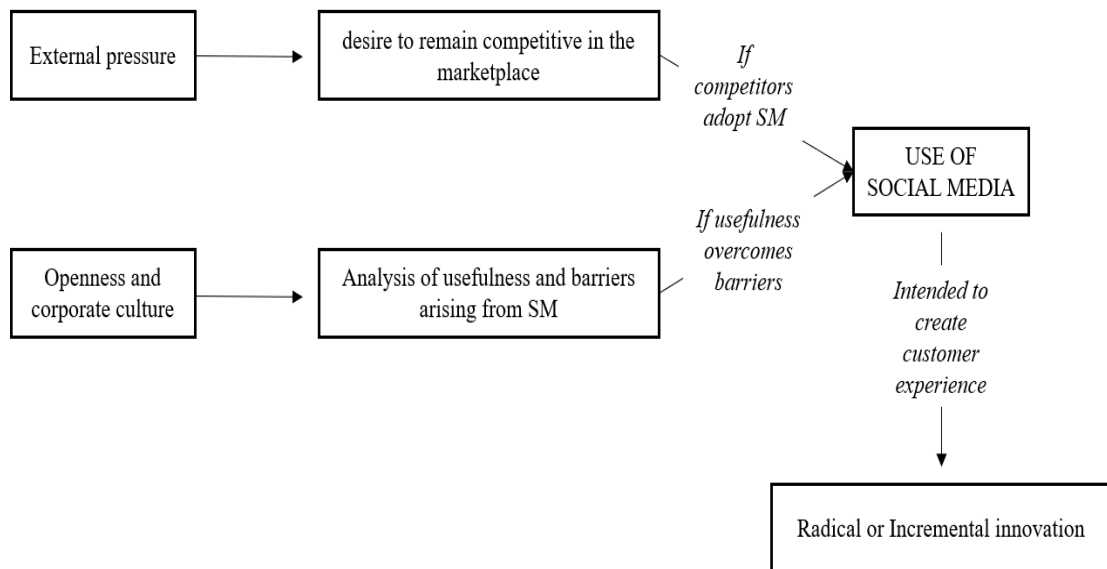 External pressure
desire to remain competitive in the
marketplace
If
competitors
adopt SM
USE OF
SOCIAL MEDIA
If usefulness
overcomes
barriers
Openness and
corporate culture
Analysis of usefulness and barriers
arising from SM
Intended to
create
customer
experience
Radical or Incremental innovation